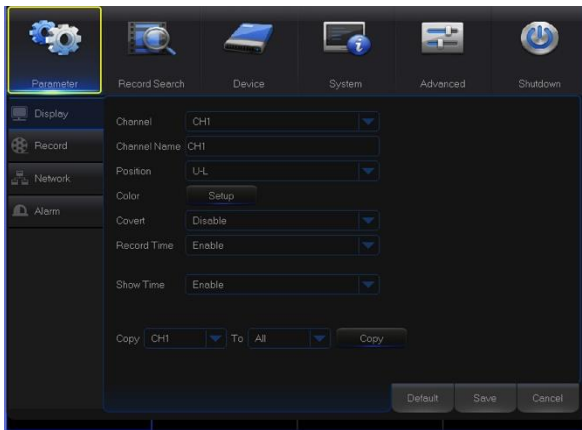 Parameter Record Search Device System Advanced Shutdown
Display
Record
Network
Alarm
Channel CH1
Channel Name CH1
Position U-L
Color Setup
Covert Disable
Record Time Enable
Show Time Enable
Copy CH1 To All Copy
Default Save Cancel